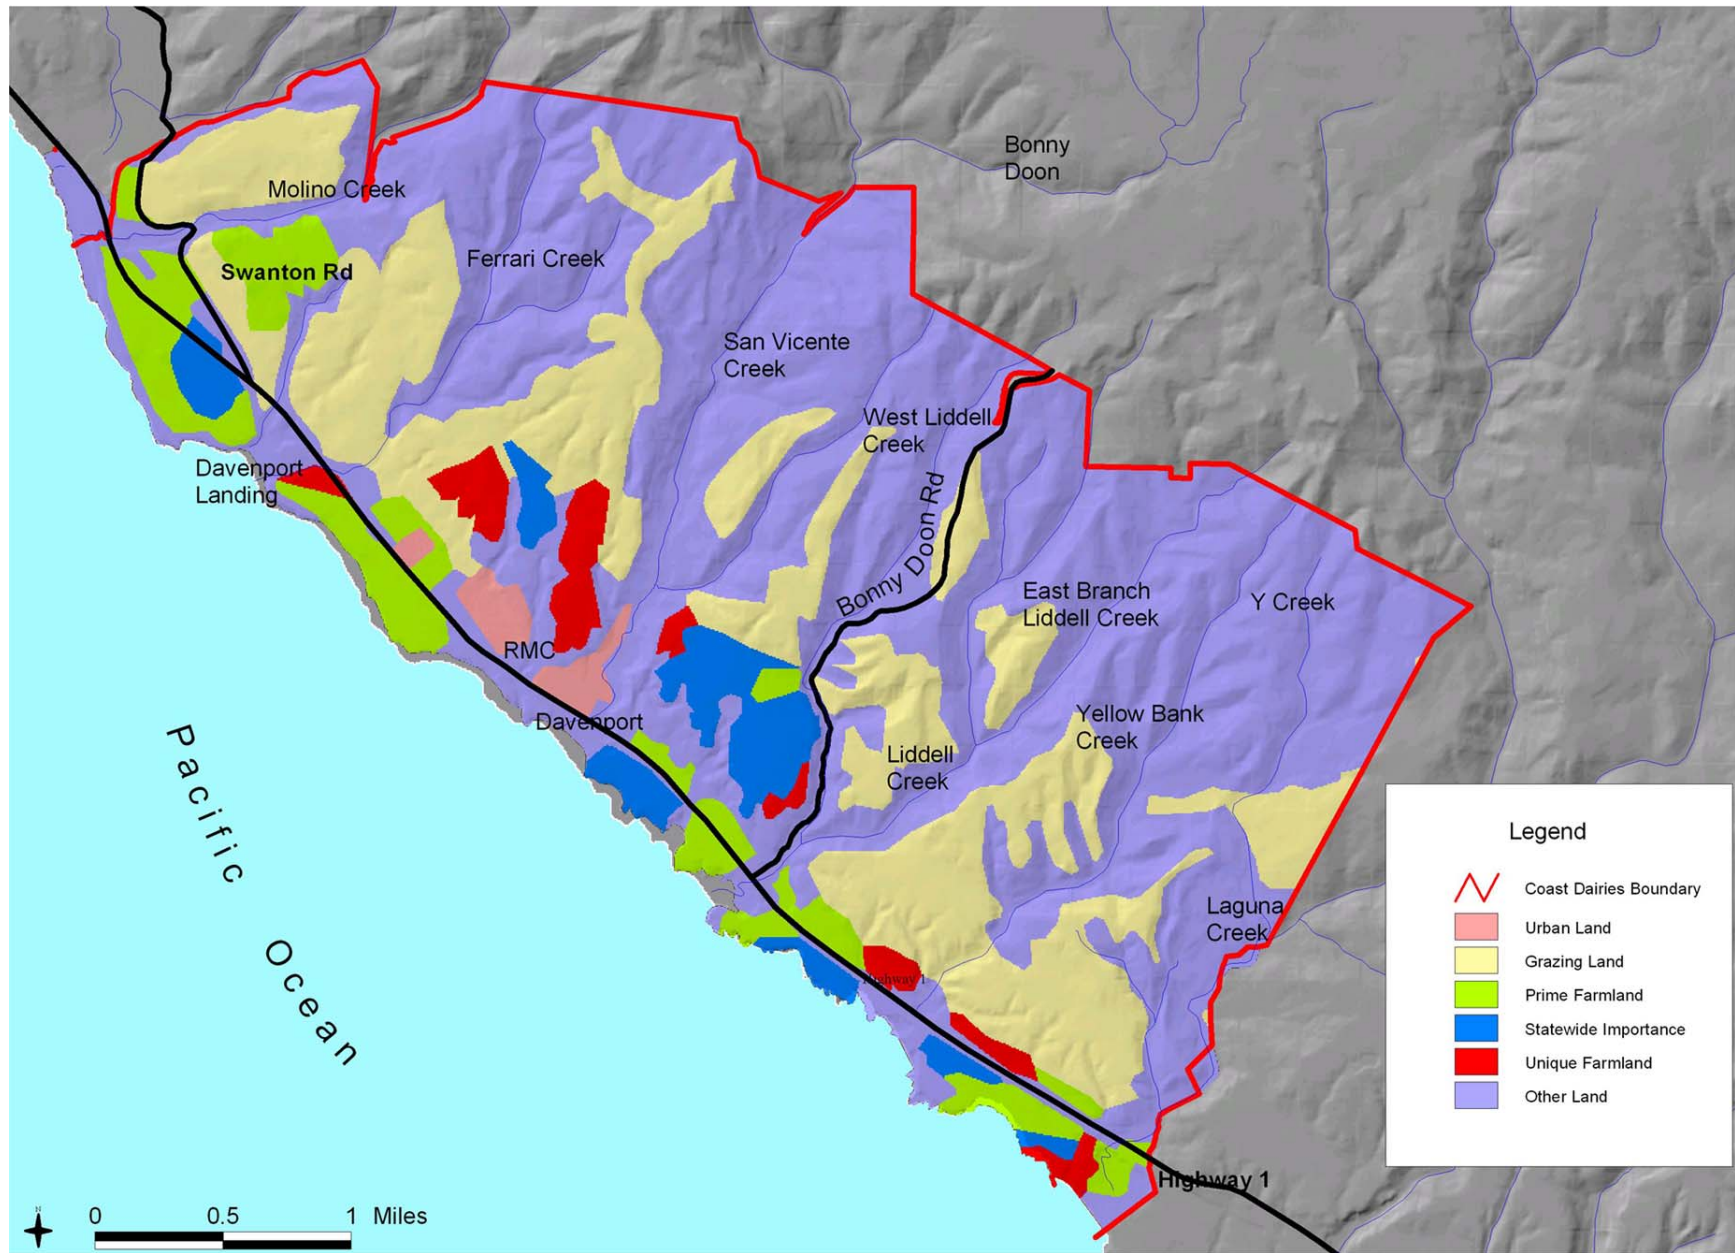 Bonny
Doon
Molino Creek
Ferrari Creek
Swanton Rd
San Vicente
Creek
West Liddell
Creek
Davenport
Landing
Bonny Doon Rd
East Branch
Liddell Creek
Y Creek
RMC
Davenport
Yellow Bank
Creek
Liddell
Creek
Pacific
Ocean
Laguna
Creek
Highway 1
Highway 1
Legend
Coast Dairies Boundary
Urban Land
Grazing Land
Prime Farmland
Statewide Importance
Unique Farmland
Other Land
N
0 0.5 1 Miles